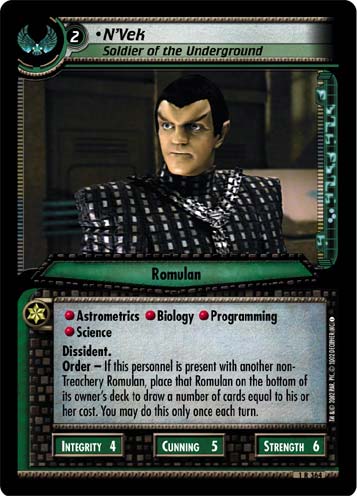 2
• N'Vek
Soldier of the Underground
Romulan
Astrometrics Biology Programming
Science
Dissident.
Order – If this personnel is present with another non-
Treachery Romulan, place that Romulan on the bottom of
its owner's deck to draw a number of cards equal to his or
her cost. You may do this only once each turn.
INTEGRITY 4 CUNNING 5 STRENGTH 6